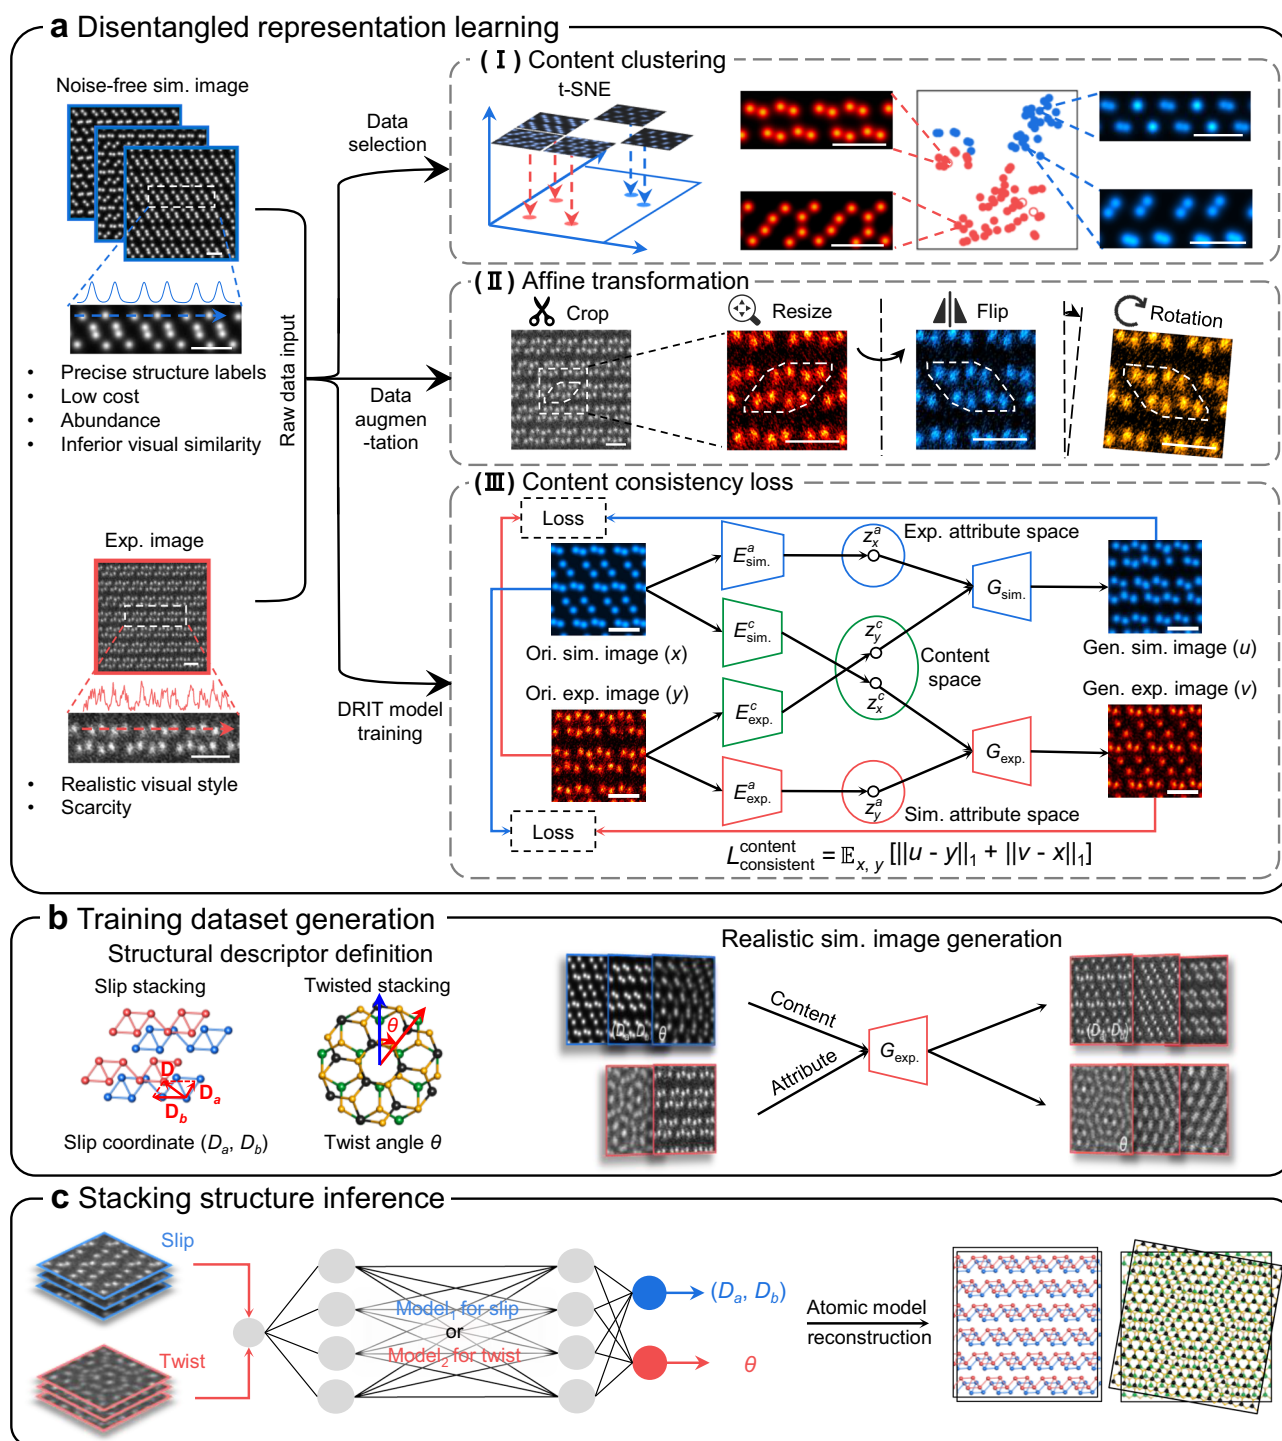 a Disentangled representation learning
Noise-free sim. image
• Precise structure labels
• Low cost
• Abundance
• Inferior visual similarity
Exp. image
• Realistic visual style
• Scarcity
Raw data input
Data
selection
Data
augmen
-tation
DRIT model
training
(I) Content clustering
t-SNE
(II) Affine transformation
Crop
Resize
Flip
Rotation
(III) Content consistency loss
Loss
Ori. sim. image (x)
Ori. exp. image (y)
E^a_sim.
E^c_sim.
E^c_exp.
E^a_exp.
z^a_x
Exp. attribute space
z^c_y
z^c_x
Content
space
z^a_y
Sim. attribute space
G_sim.
G_exp.
Gen. sim. image (u)
Gen. exp. image (v)
Loss
L^content_consistent = 𝔼_x, y [||u - y||_1 + ||v - x||_1]
b Training dataset generation
Structural descriptor definition
Slip stacking
D
D_a
D_b
Slip coordinate (D_a, D_b)
Twisted stacking
θ
Twist angle θ
Realistic sim. image generation
(D_a, D_b)
θ
Content
Attribute
G_exp.
(D_a, D_b)
θ
c Stacking structure inference
Slip
Twist
Model_1 for slip
or
Model_2 for twist
(D_a, D_b)
θ
Atomic model
reconstruction